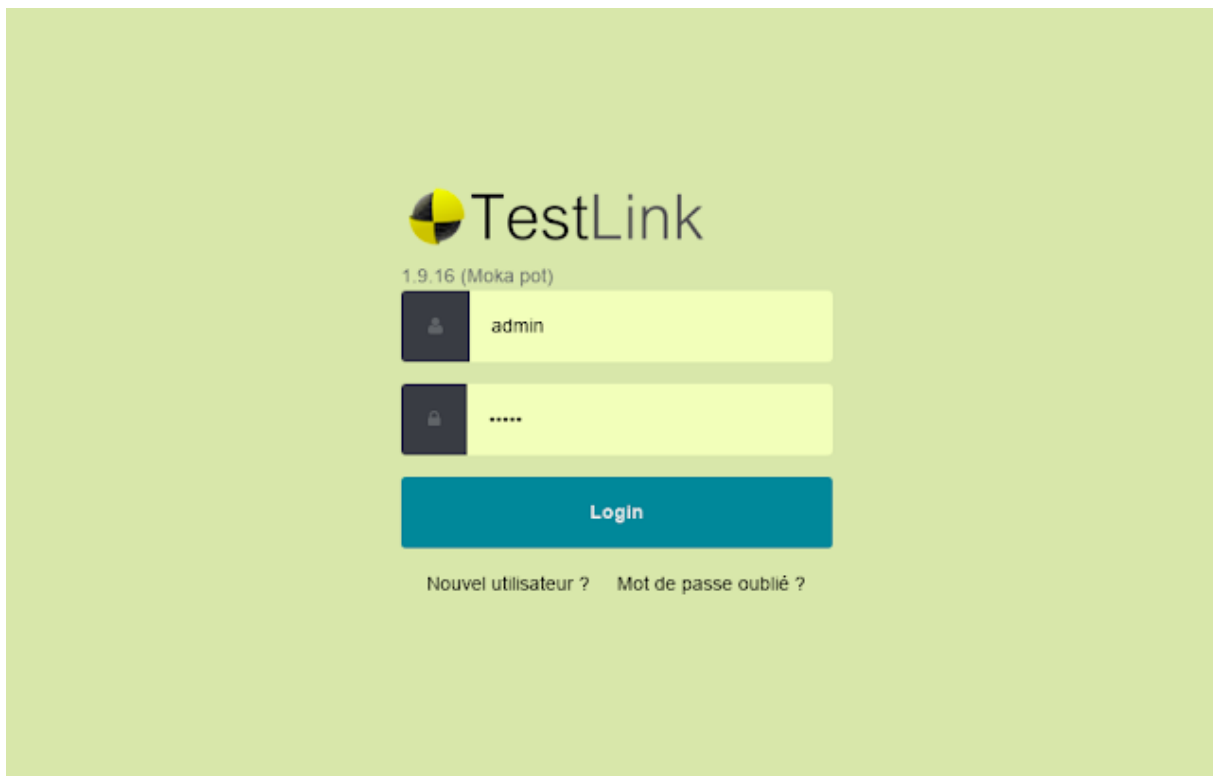 TestLink
1.9.16 (Moka pot)
admin
•••••
Login
Nouvel utilisateur ? Mot de passe oublié ?